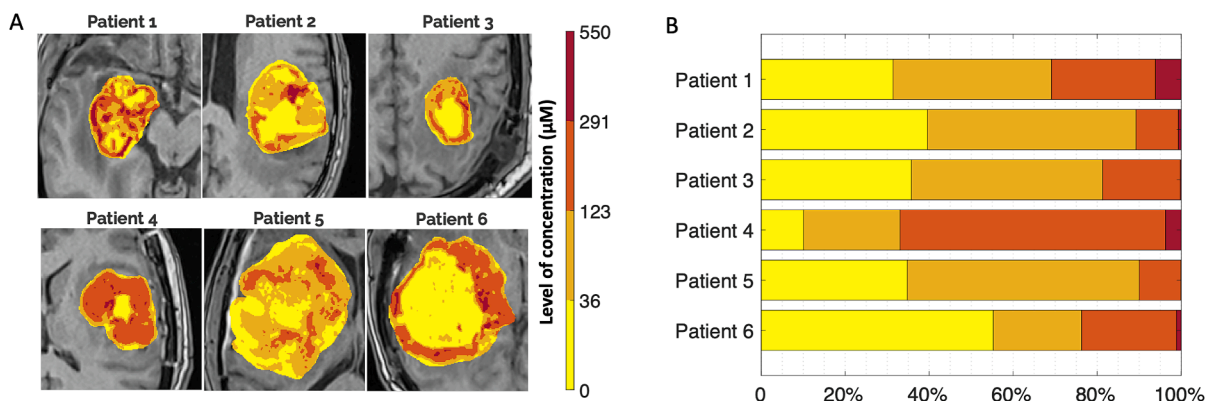 A
Patient 1
Patient 2
Patient 3
Patient 4
Patient 5
Patient 6
Level of concentration (µM)
550
291
123
36
0
B
Patient 1
Patient 2
Patient 3
Patient 4
Patient 5
Patient 6
0 20% 40% 60% 80% 100%